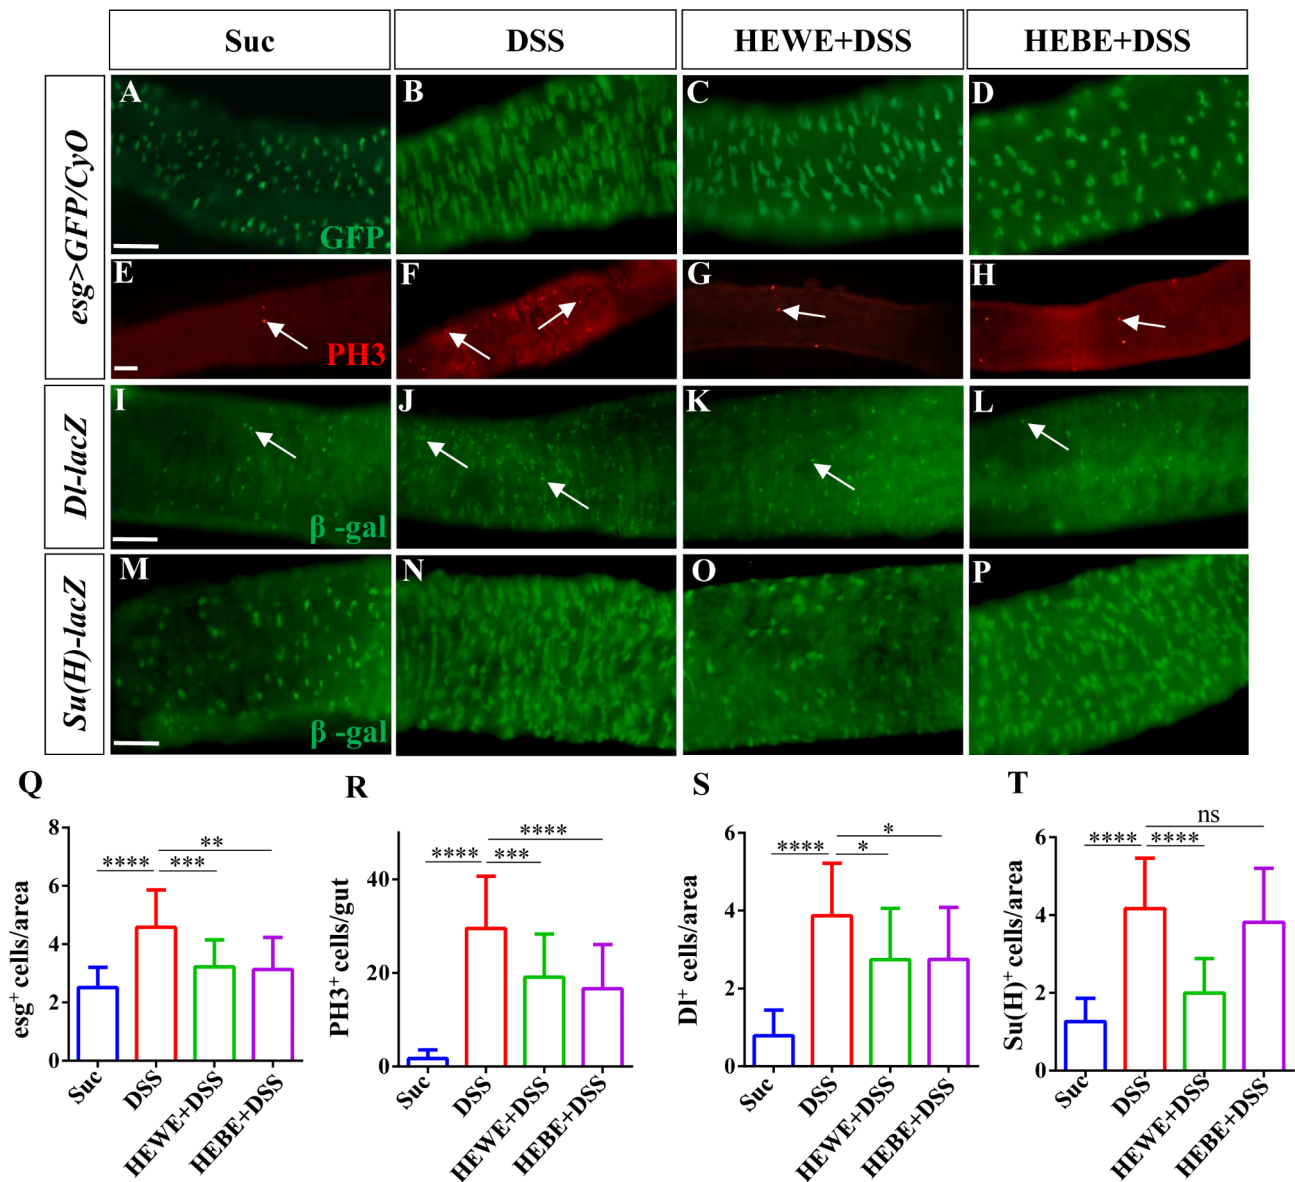 Suc DSS HEWE+DSS HEBE+DSS
esg>GFP/CyO
A B C D
GFP
E F G H
PH3
Dl-lacZ
I J K L
β -gal
Su(H)-lacZ
M N O P
β -gal
Q
esg⁺ cells/area
8
6
4
2
0
**** *** **
Suc DSS HEWE+DSS HEBE+DSS
R
PH3⁺ cells/gut
40
20
0
**** *** ****
Suc DSS HEWE+DSS HEBE+DSS
S
Dl⁺ cells/area
6
4
2
0
**** * *
Suc DSS HEWE+DSS HEBE+DSS
T
Su(H)⁺ cells/area
6
4
2
0
**** **** ns
Suc DSS HEWE+DSS HEBE+DSS